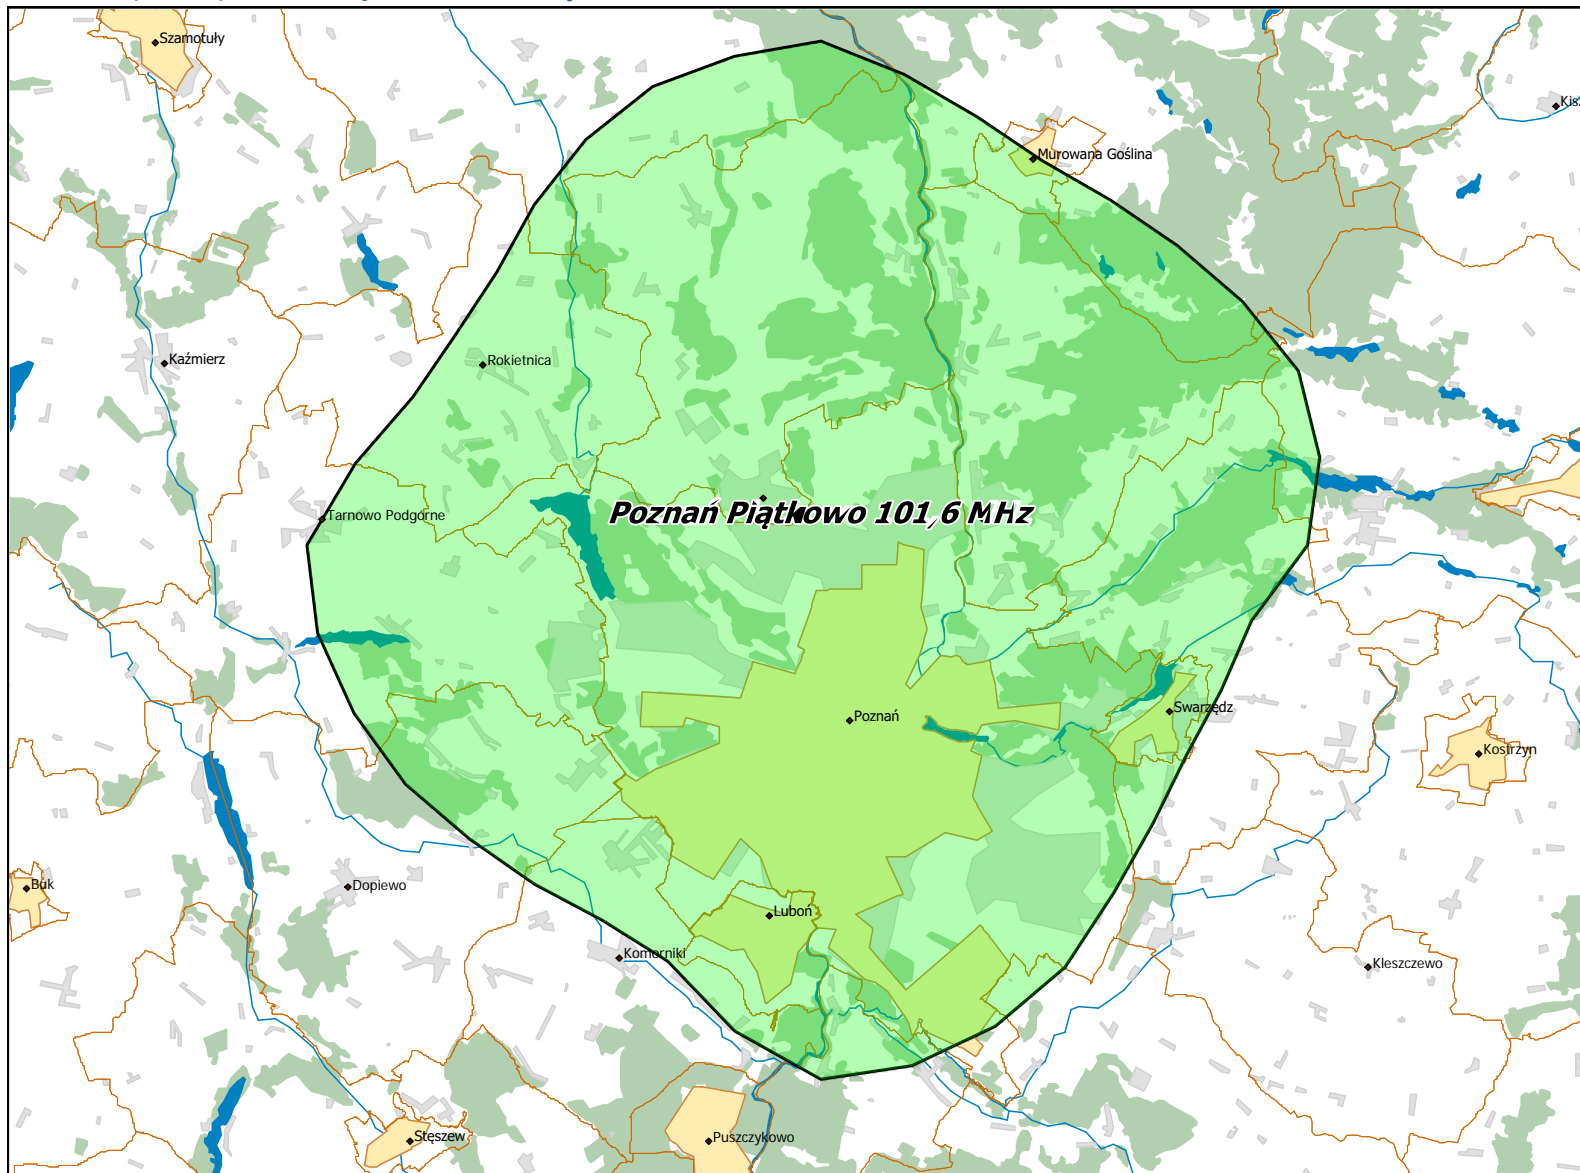 Szamotuły
Murowana Goślina
Kaźmierz
Rokietnica
Tarnowo Podgórne
Poznań Piątkowo 101,6 MHz
Poznań
Swarzędz
Kostrzyn
Buk
Dopiewo
Luboń
Komorniki
Kleszczewo
Stęszew
Puszczykowo